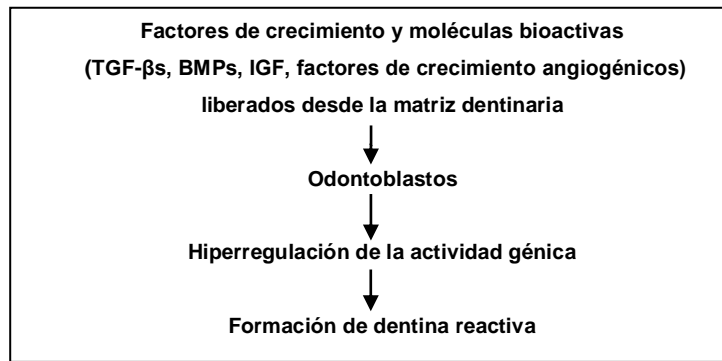 Factores de crecimiento y moléculas bioactivas
(TGF-βs, BMPs, IGF, factores de crecimiento angiogénicos)
liberados desde la matriz dentinaria
Odontoblastos
Hiperregulación de la actividad génica
Formación de dentina reactiva